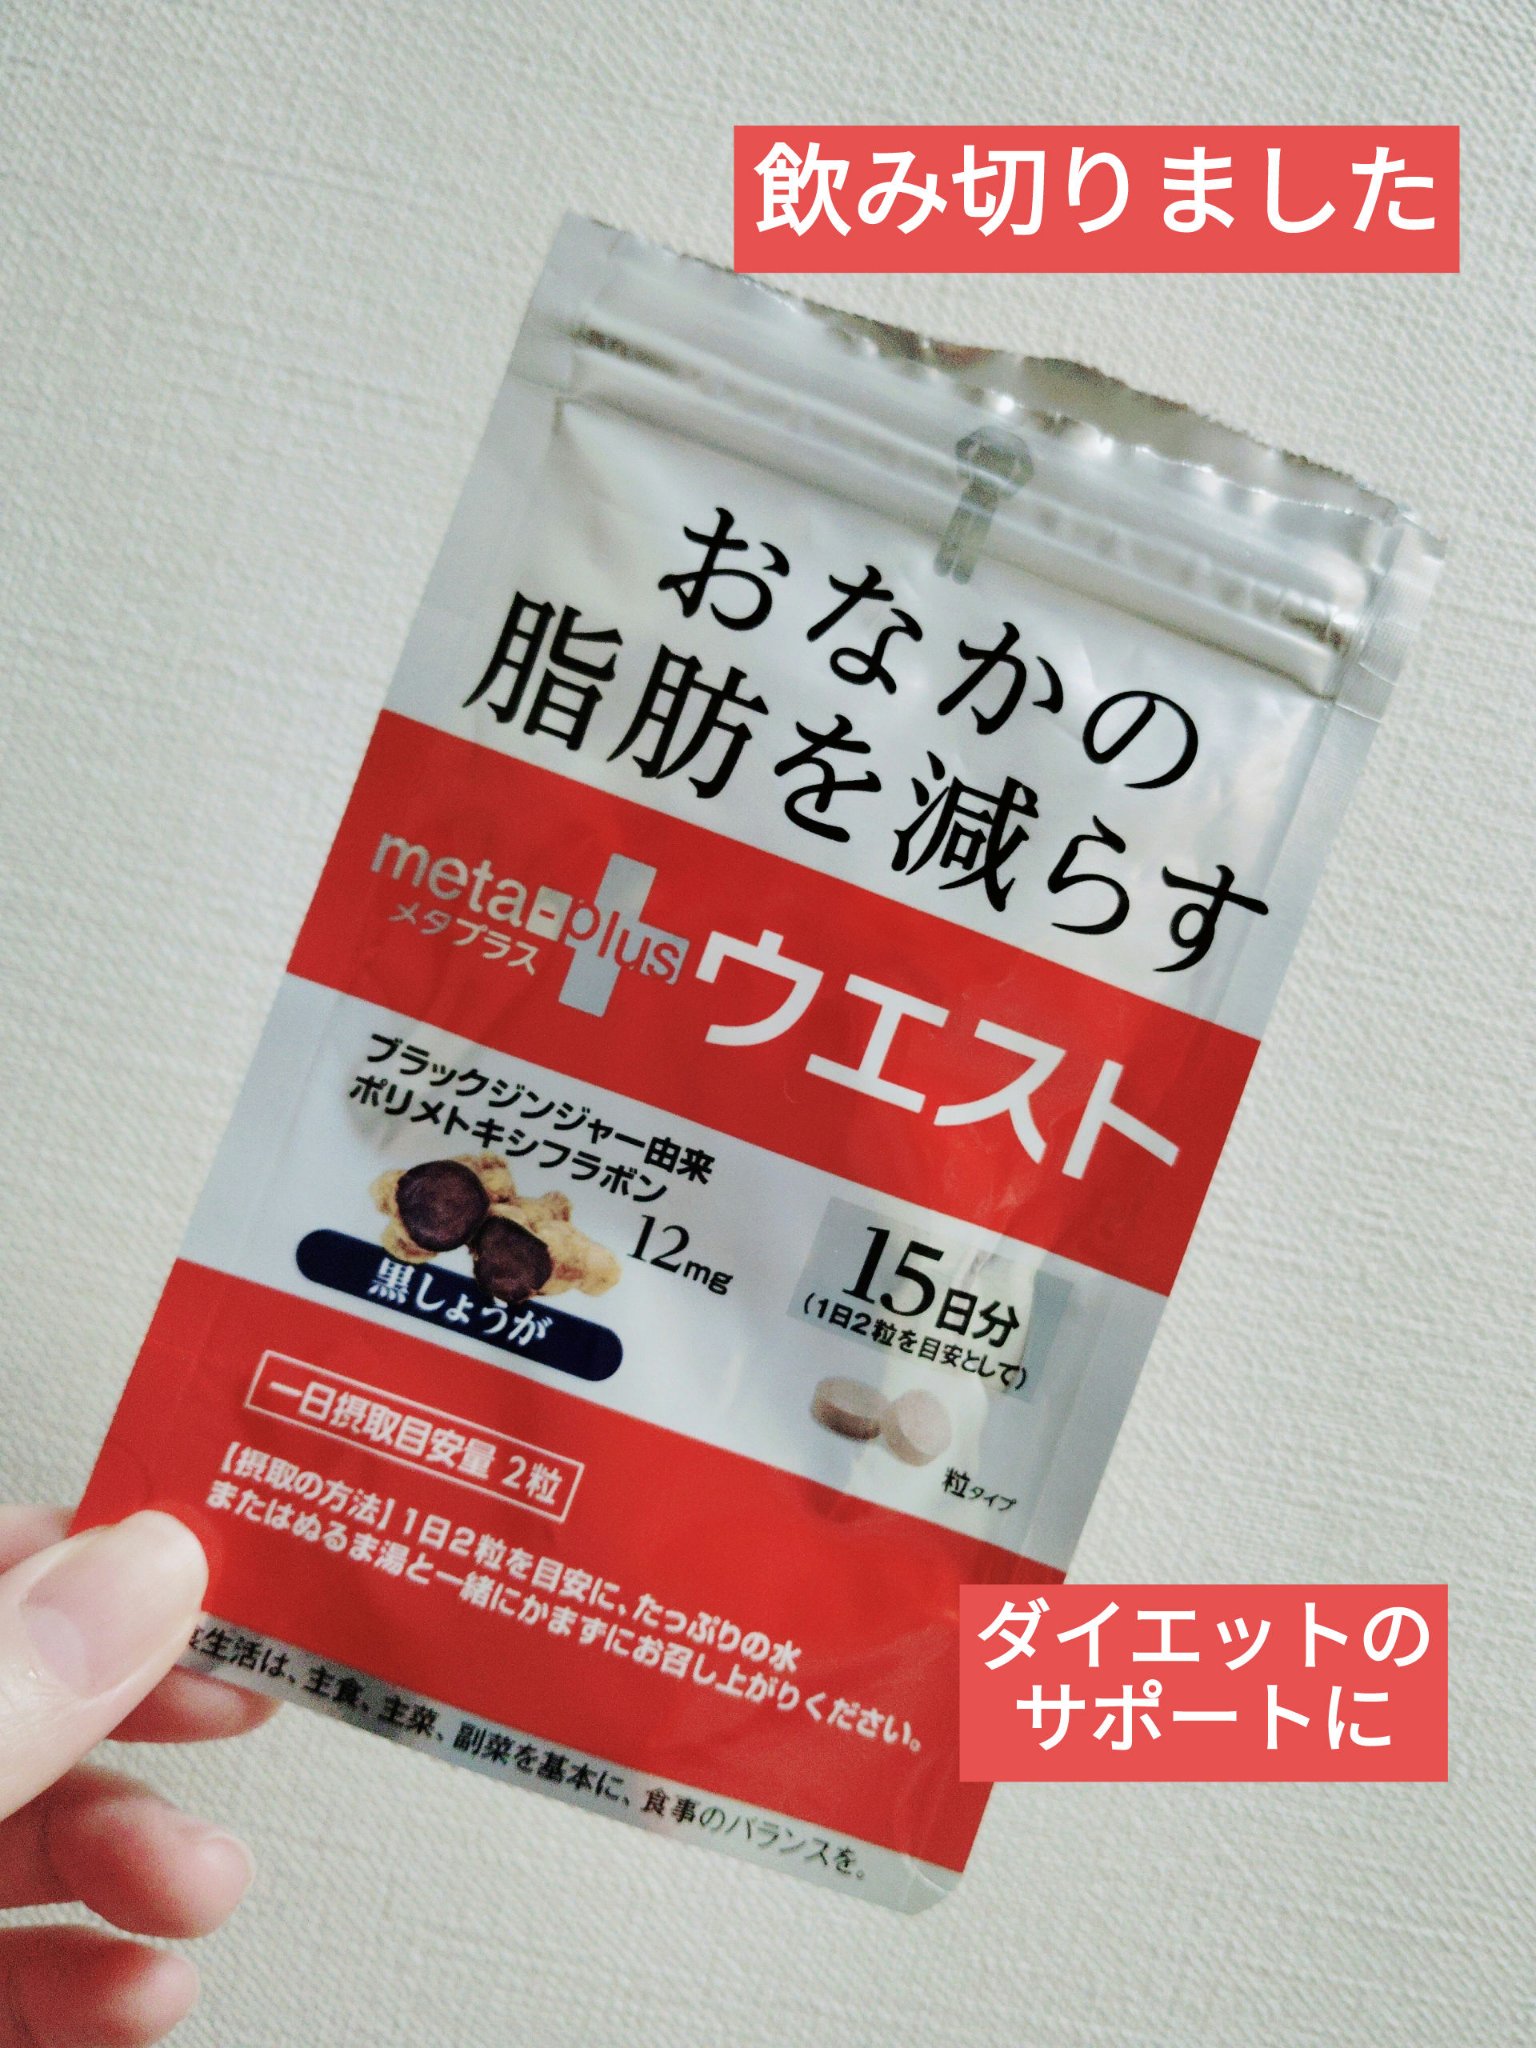 飲み切りました
おなかの
脂肪を減らす
meta-plus
メタプラス
ウエスト
ブラックジンジャー由来
ポリメトキシフラボン
12mg
黒しょうが
15日分
(1日2粒を目安として)
粒タイプ
一日摂取目安量 2粒
【摂取の方法】1日2粒を目安に、たっぷりの水
またはぬるま湯と一緒にかまずにお召し上がりください。
生活は、主食、主菜、副菜を基本に、食事のバランスを。
ダイエットの
サポートに